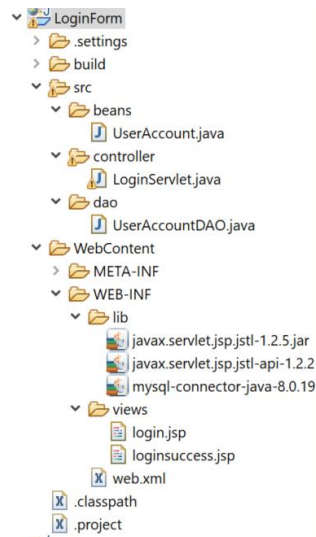 LoginForm
.settings
build
src
beans
UserAccount.java
controller
LoginServlet.java
dao
UserAccountDAO.java
WebContent
META-INF
WEB-INF
lib
javax.servlet.jsp.jstl-1.2.5.jar
javax.servlet.jsp.jstl-api-1.2.2
mysql-connector-java-8.0.19
views
login.jsp
loginsuccess.jsp
web.xml
.classpath
.project